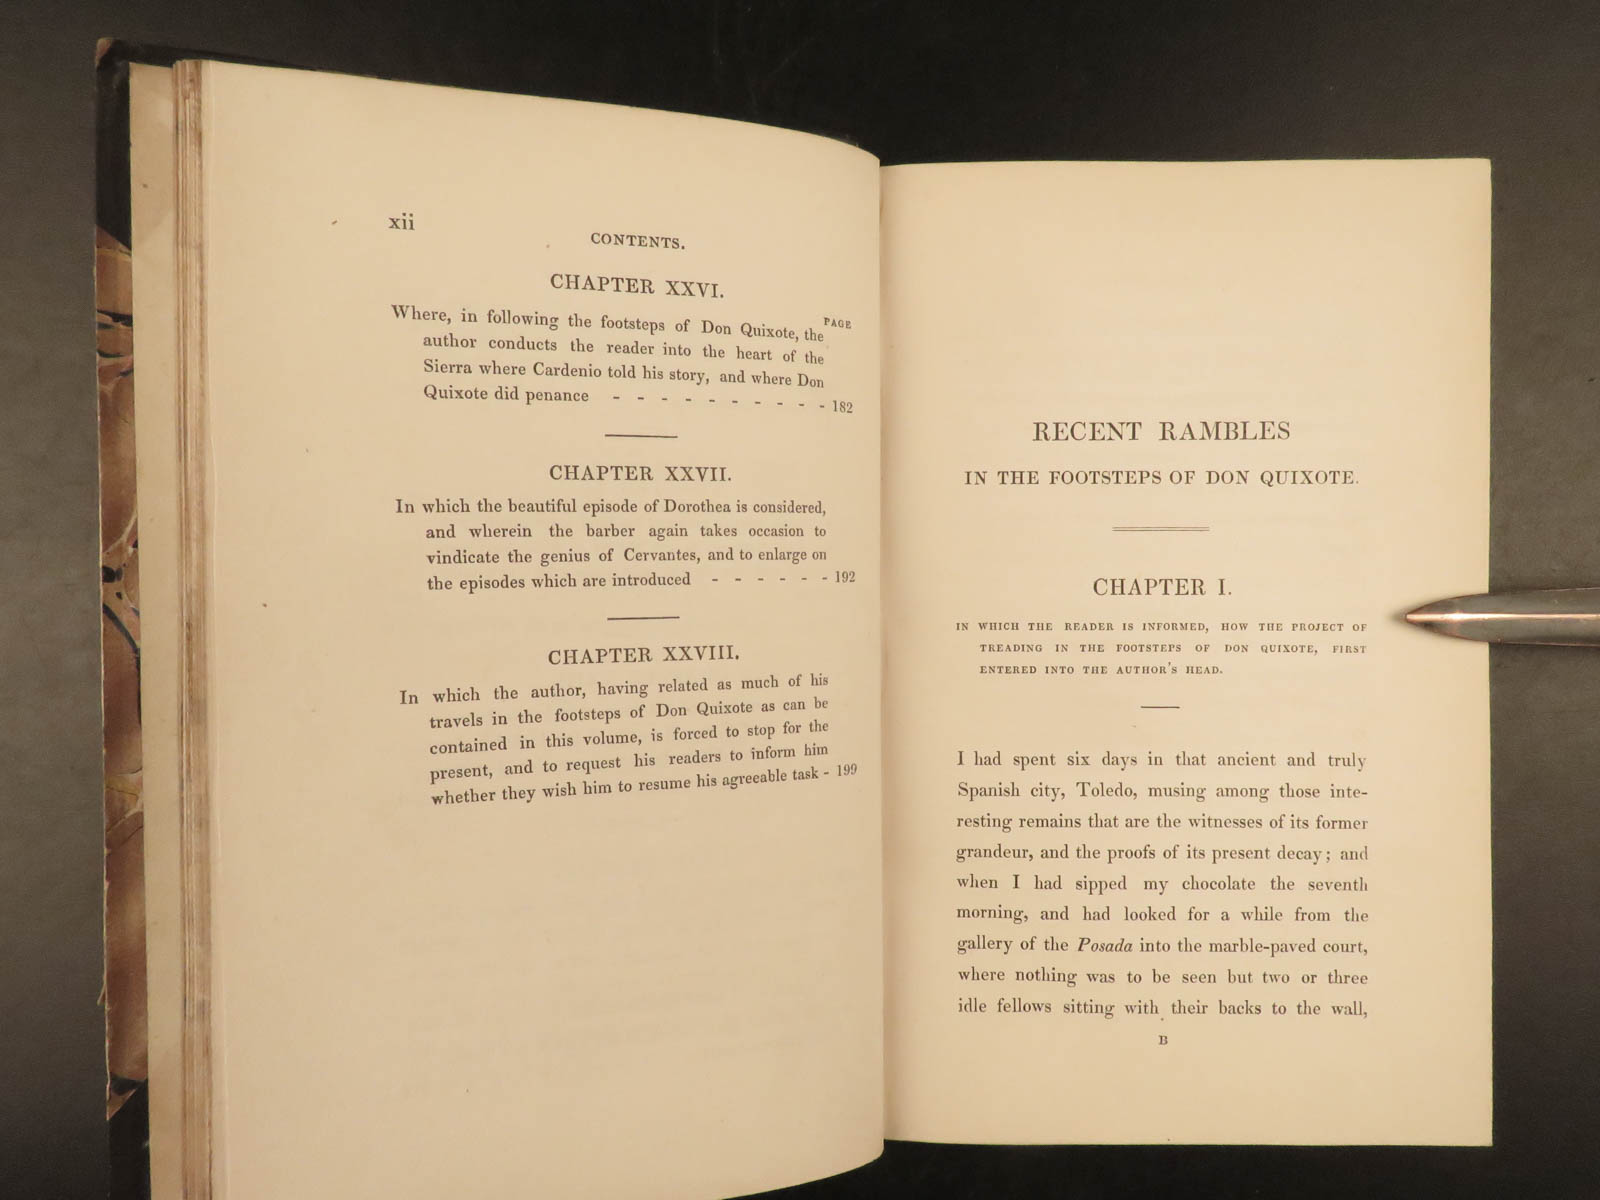 xii
CONTENTS.
CHAPTER XXVI.
PAGE
Where, in following the footsteps of Don Quixote, the
author conducts the reader into the heart of the
Sierra where Cardenio told his story, and where Don
Quixote did penance - - - - - - - - - - 182
CHAPTER XXVII.
In which the beautiful episode of Dorothea is considered,
and wherein the barber again takes occasion to
vindicate the genius of Cervantes, and to enlarge on
the episodes which are introduced - - - - - - 192
CHAPTER XXVIII.
In which the author, having related as much of his
travels in the footsteps of Don Quixote as can be
contained in this volume, is forced to stop for the
present, and to request his readers to inform him
whether they wish him to resume his agreeable task - 199
RECENT RAMBLES
IN THE FOOTSTEPS OF DON QUIXOTE.
CHAPTER I.
IN WHICH THE READER IS INFORMED, HOW THE PROJECT OF
TREADING IN THE FOOTSTEPS OF DON QUIXOTE, FIRST
ENTERED INTO THE AUTHOR'S HEAD.
I had spent six days in that ancient and truly
Spanish city, Toledo, musing among those inte-
resting remains that are the witnesses of its former
grandeur, and the proofs of its present decay; and
when I had sipped my chocolate the seventh
morning, and had looked for a while from the
gallery of the Posada into the marble-paved court,
where nothing was to be seen but two or three
idle fellows sitting with their backs to the wall,
B